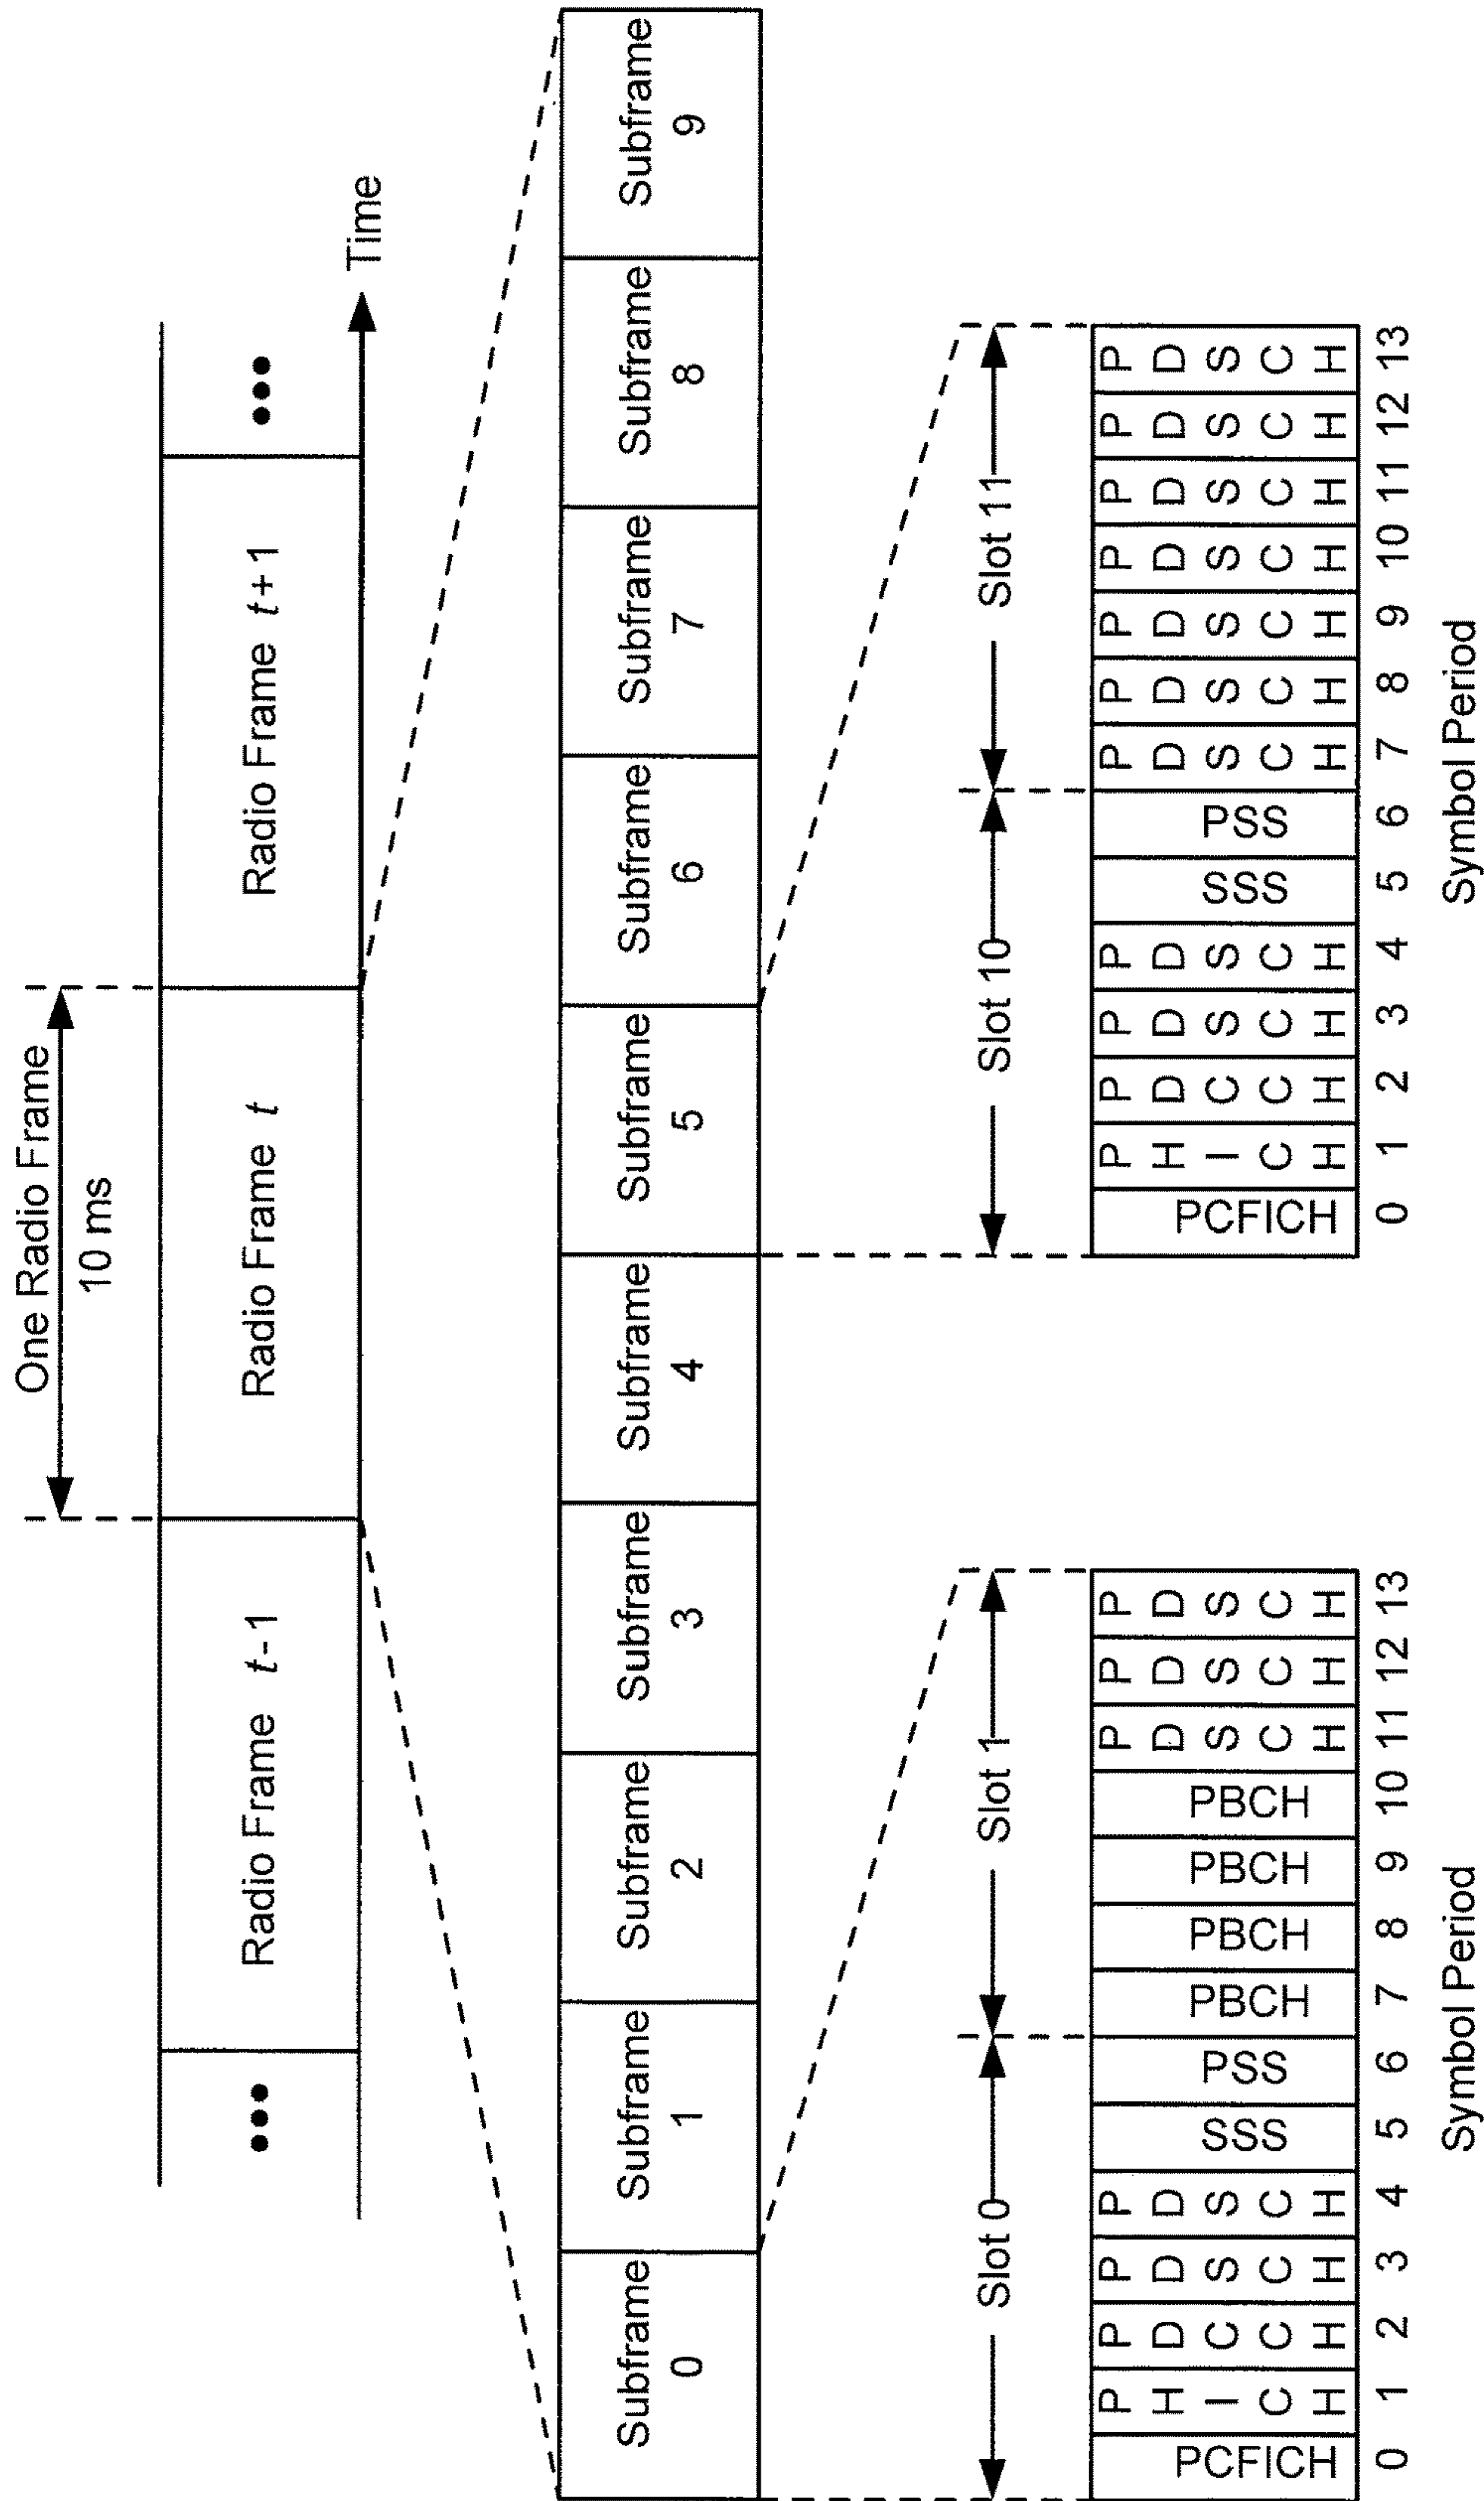 One Radio Frame
10 ms
••• 
Radio Frame t-1
Radio Frame t
Radio Frame t+1
•••
Time
Subframe
0
Subframe
1
Subframe
2
Subframe
3
Subframe
4
Subframe
5
Subframe
6
Subframe
7
Subframe
8
Subframe
9
Slot 0
Slot 1
PCFICH
PHICH
PDCCH
PDSCH
PDSCH
SSS
PSS
PBCH
PBCH
PBCH
PBCH
PDSCH
PDSCH
PDSCH
0 1 2 3 4 5 6 7 8 9 10 11 12 13
Symbol Period
Slot 10
Slot 11
PCFICH
PHICH
PDCCH
PDSCH
PDSCH
SSS
PSS
PDSCH
PDSCH
PDSCH
PDSCH
PDSCH
PDSCH
PDSCH
0 1 2 3 4 5 6 7 8 9 10 11 12 13
Symbol Period